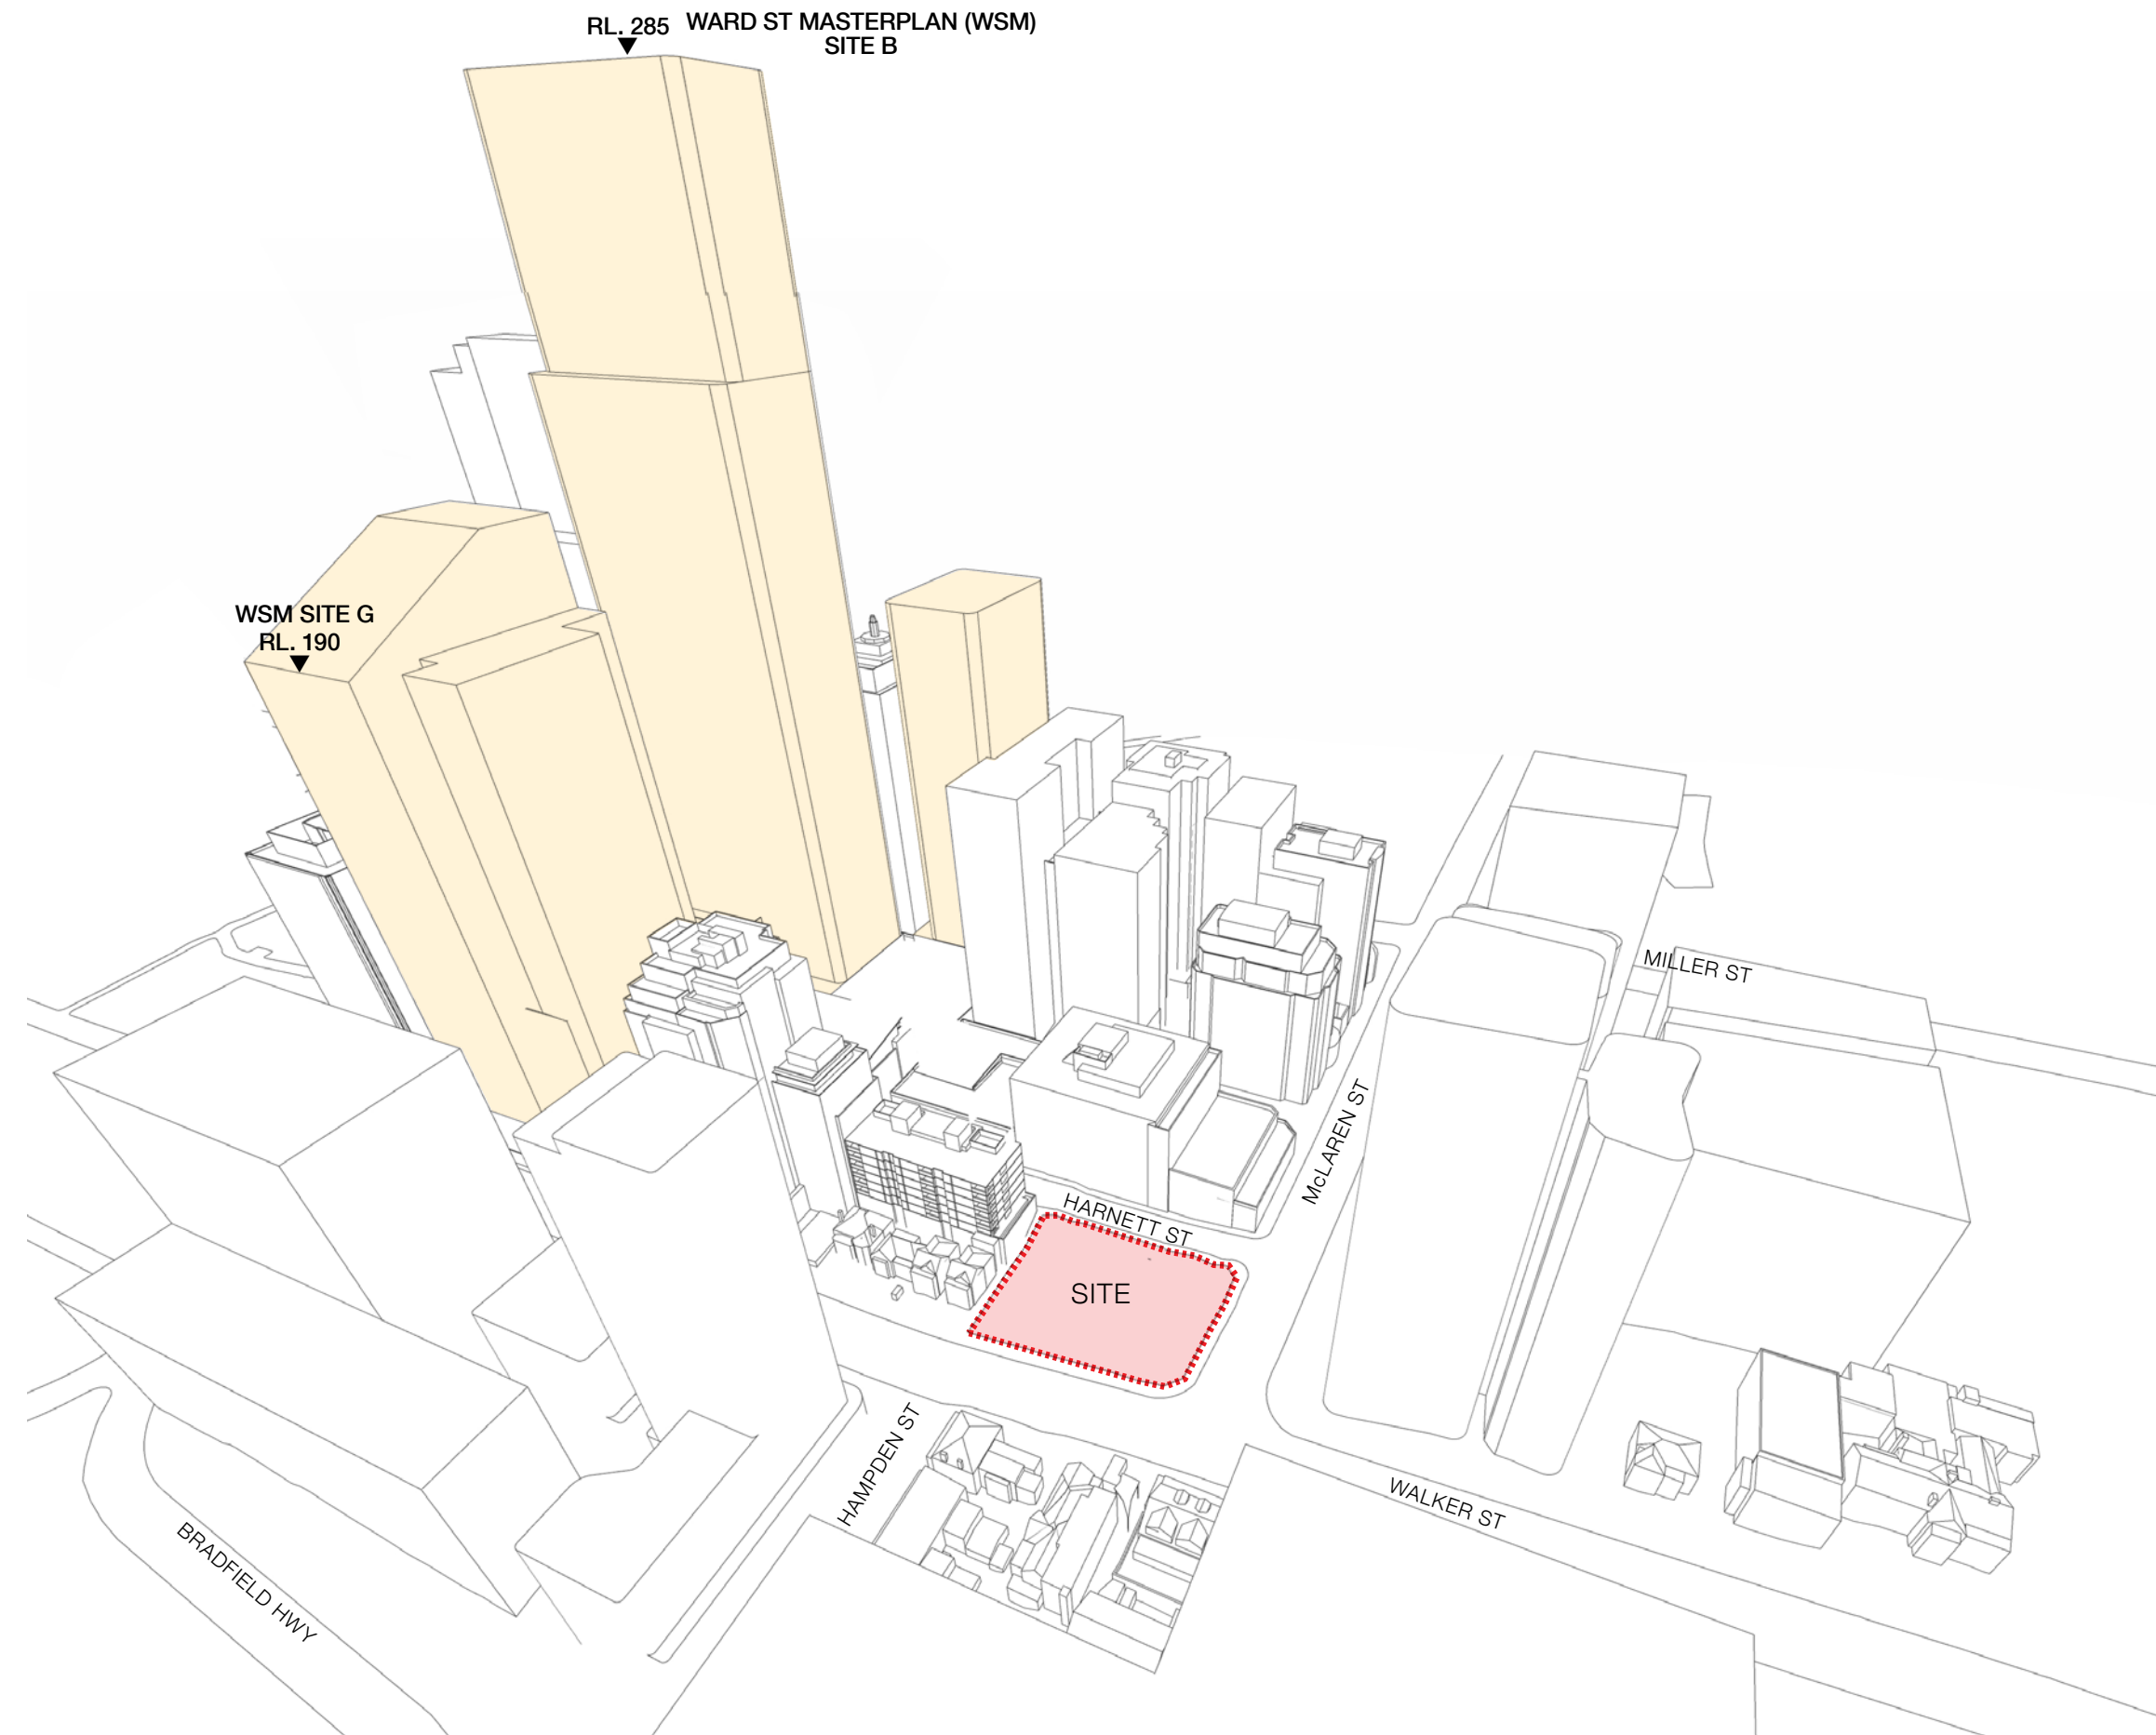 RL. 285 WARD ST MASTERPLAN (WSM)
SITE B
WSM SITE G
RL. 190
MILLER ST
McLAREN ST
HARNETT ST
SITE
HAMPDEN ST
WALKER ST
BRADFIELD HWY